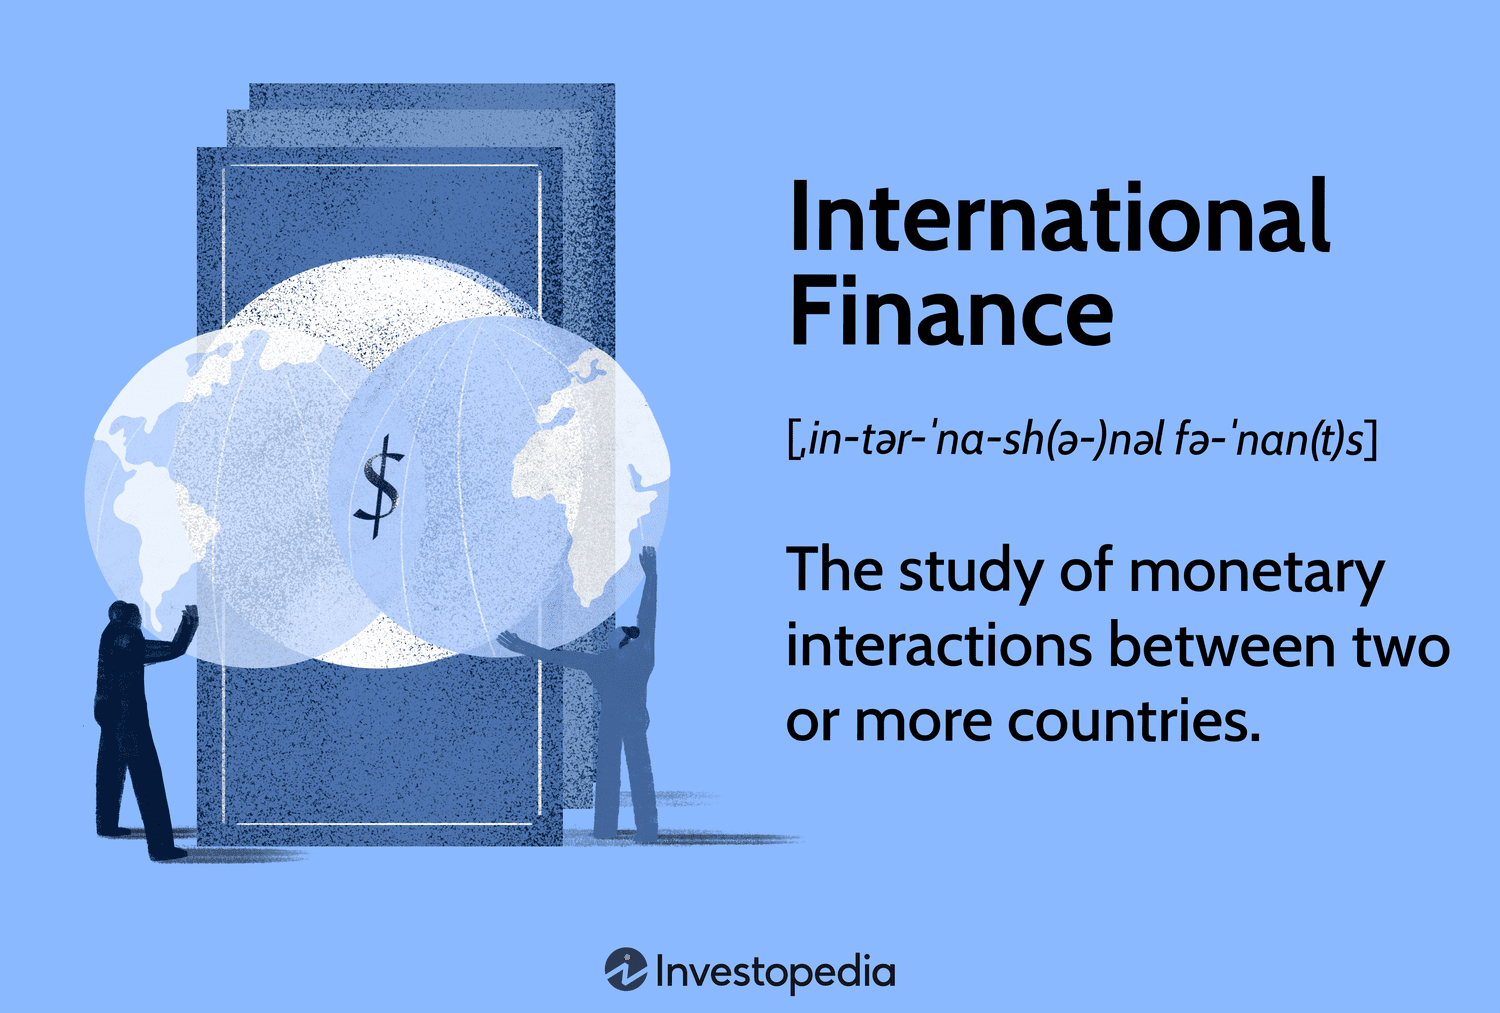 International
Finance
[ˌin-tər-ˈna-sh(ə-)nəl fə-ˈnan(t)s]
The study of monetary
interactions between two
or more countries.
$
Investopedia